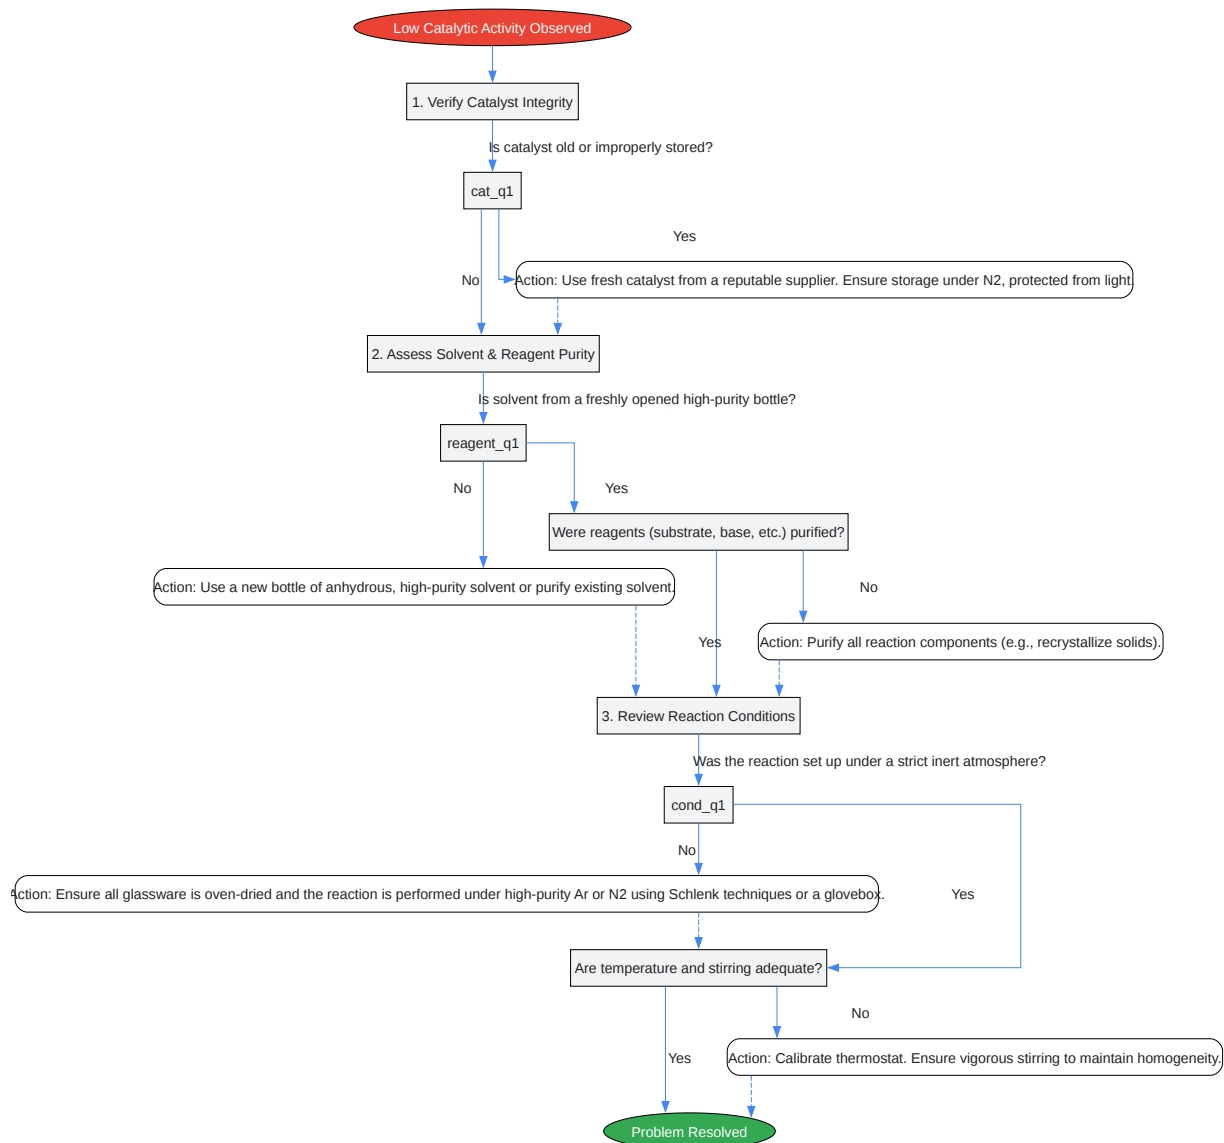 Low Catalytic Activity Observed
1. Verify Catalyst Integrity
Is catalyst old or improperly stored?
cat_q1
Yes
No
Action: Use fresh catalyst from a reputable supplier. Ensure storage under N2, protected from light.
2. Assess Solvent & Reagent Purity
Is solvent from a freshly opened high-purity bottle?
reagent_q1
No
Yes
Were reagents (substrate, base, etc.) purified?
Action: Use a new bottle of anhydrous, high-purity solvent or purify existing solvent.
No
Yes
Action: Purify all reaction components (e.g., recrystallize solids).
3. Review Reaction Conditions
Was the reaction set up under a strict inert atmosphere?
cond_q1
No
Action: Ensure all glassware is oven-dried and the reaction is performed under high-purity Ar or N2 using Schlenk techniques or a glovebox.
Yes
Are temperature and stirring adequate?
No
Yes
Action: Calibrate thermostat. Ensure vigorous stirring to maintain homogeneity.
Problem Resolved